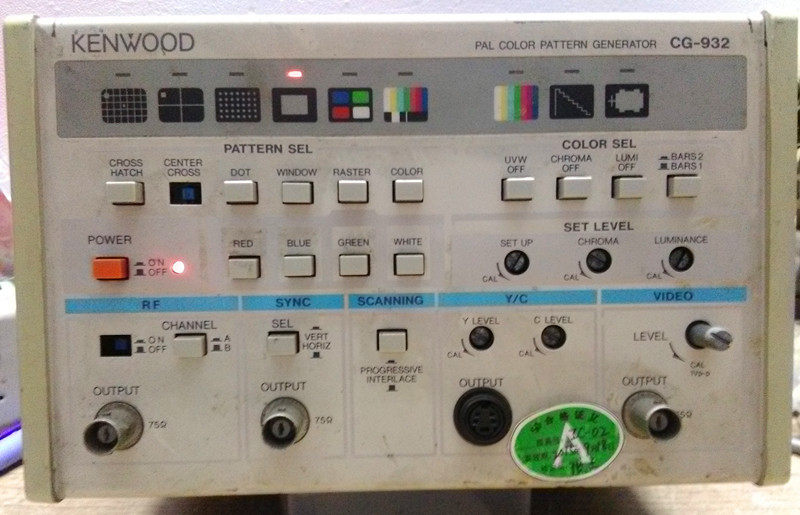 KENWOOD
PAL COLOR PATTERN GENERATOR CG-932
PATTERN SEL
COLOR SEL
CROSS HATCH
CENTER CROSS
DOT
WINDOW
RASTER
COLOR
UVW OFF
CHROMA OFF
LUMI OFF
BARS 2
BARS 1
SET LEVEL
POWER
ON
OFF
RED
BLUE
GREEN
WHITE
SET UP
CAL
CHROMA
CAL
LUMINANCE
CAL
RF
SYNC
SCANNING
Y/C
VIDEO
ON
OFF
CHANNEL
A
B
SEL
VERT
HORIZ
PROGRESSIVE
INTERLACE
Y LEVEL
CAL
C LEVEL
CAL
LEVEL
CAL
1Vp-p
OUTPUT
75Ω
OUTPUT
75Ω
OUTPUT
OUTPUT
75Ω
A